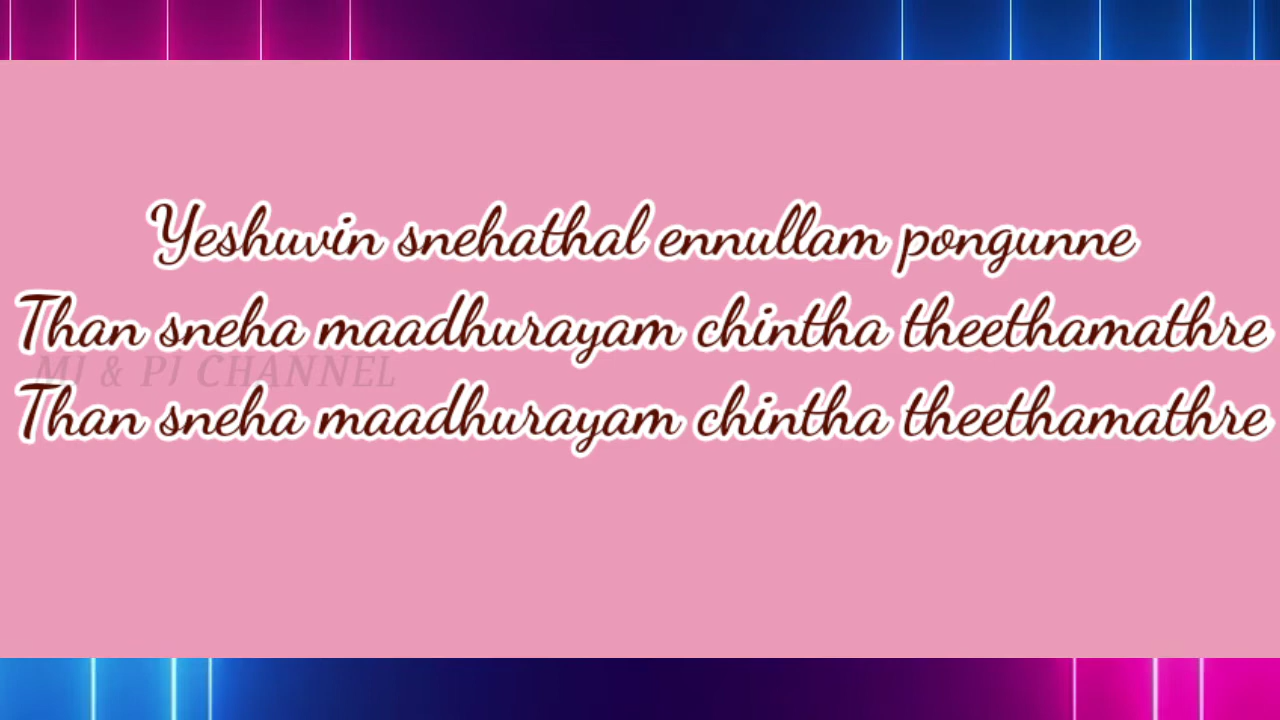 Yeshuvin snehathal ennullam pongunne
Than sneha maadhurayam chintha theethamathre
MJ & PJ CHANNEL
Than sneha maadhurayam chintha theethamathre